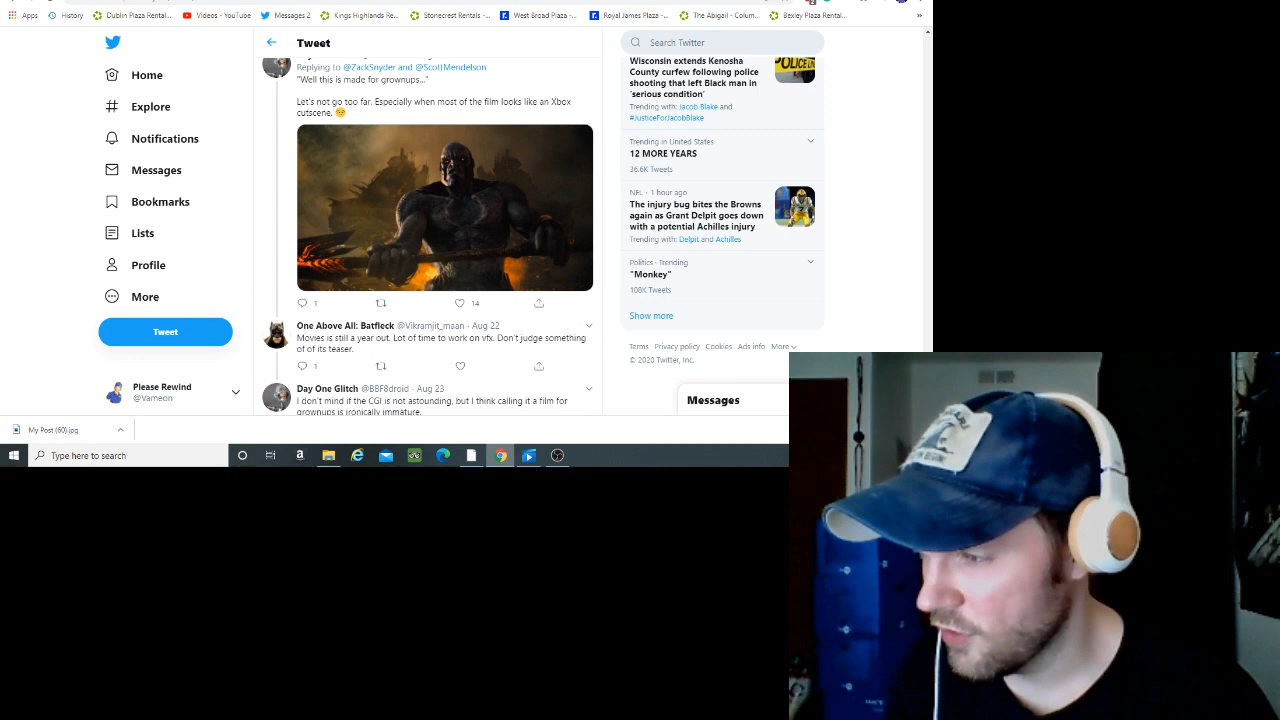 Apps
History
Dublin Plaza Rental...
Videos - YouTube
Messages 2
Kings Highlands Re...
Stonecrest Rentals -...
West Broad Plaza -...
Royal James Plaza -...
The Abigail - Colum...
Bexley Plaza Rental...
»
Home
Explore
Notifications
Messages
Bookmarks
Lists
Profile
More
Tweet
Please Rewind
@Vameon
Tweet
Replying to @ZackSnyder and @ScottMendelson
"Well this is made for grownups..."
Let's not go too far. Especially when most of the film looks like an Xbox
cutscene.
1
14
One Above All: Batfleck @Vikramjit_maan · Aug 22
Movies is still a year out. Lot of time to work on vfx. Don't judge something
of of its teaser.
1
Day One Glitch @BBF8droid · Aug 23
I don't mind if the CGI is not astounding, but I think calling it a film for
grownups is ironically immature.
Search Twitter
Wisconsin extends Kenosha
County curfew following police
shooting that left Black man in
'serious condition'
Trending with: Jacob Blake and
#JusticeForJacobBlake
Trending in United States
12 MORE YEARS
36.6K Tweets
NFL · 1 hour ago
The injury bug bites the Browns
again as Grant Delpit goes down
with a potential Achilles injury
Trending with: Delpit and Achilles
Politics · Trending
"Monkey"
108K Tweets
Show more
Terms Privacy policy Cookies Ads info More
© 2020 Twitter, Inc.
Messages
My Post (60).jpg
Type here to search